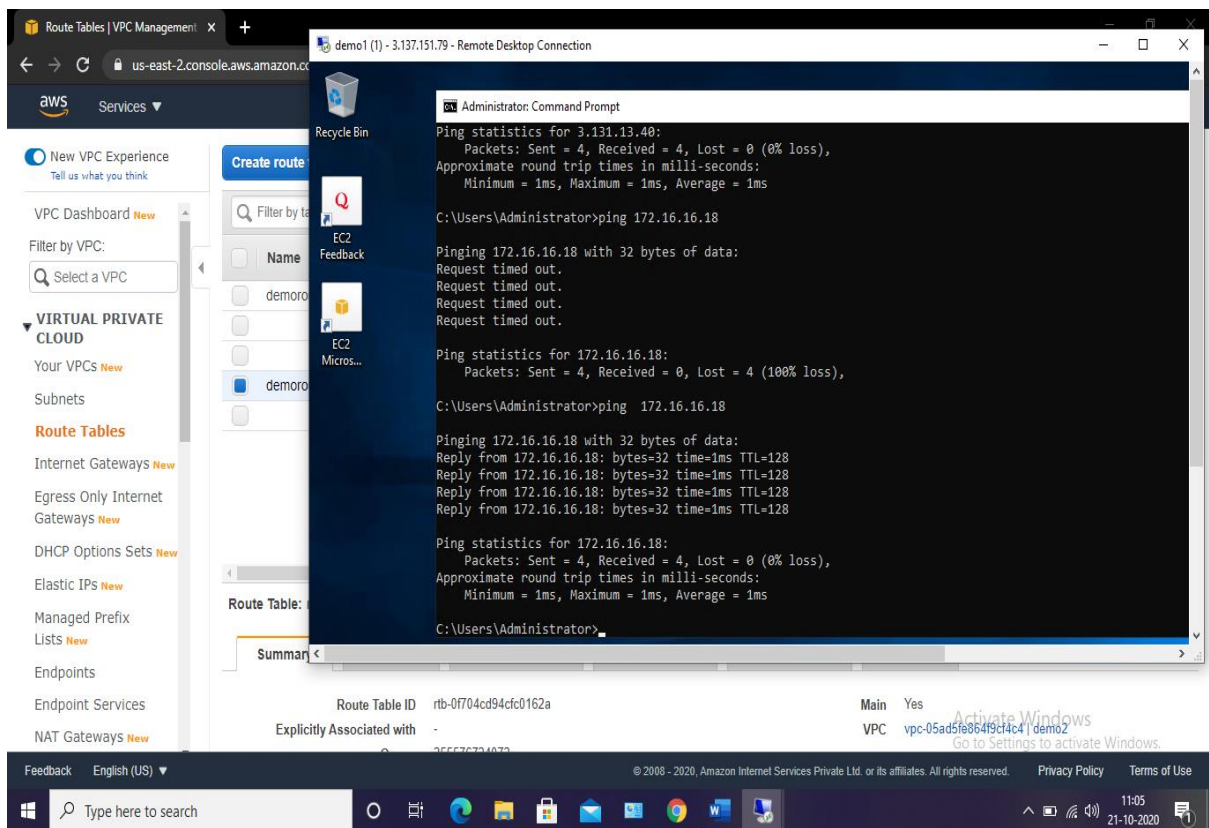 Route Tables | VPC Management
us-east-2.console.aws.amazon.co
aws
Services ▼
demo1 (1) - 3.137.151.79 - Remote Desktop Connection
Recycle Bin
EC2
Feedback
EC2
Micros...
Administrator: Command Prompt
Ping statistics for 3.131.13.40:
Packets: Sent = 4, Received = 4, Lost = 0 (0% loss),
Approximate round trip times in milli-seconds:
Minimum = 1ms, Maximum = 1ms, Average = 1ms
C:\Users\Administrator>ping 172.16.16.18
Pinging 172.16.16.18 with 32 bytes of data:
Request timed out.
Request timed out.
Request timed out.
Request timed out.
Ping statistics for 172.16.16.18:
Packets: Sent = 4, Received = 0, Lost = 4 (100% loss),
C:\Users\Administrator>ping  172.16.16.18
Pinging 172.16.16.18 with 32 bytes of data:
Reply from 172.16.16.18: bytes=32 time=1ms TTL=128
Reply from 172.16.16.18: bytes=32 time=1ms TTL=128
Reply from 172.16.16.18: bytes=32 time=1ms TTL=128
Reply from 172.16.16.18: bytes=32 time=1ms TTL=128
Ping statistics for 172.16.16.18:
Packets: Sent = 4, Received = 4, Lost = 0 (0% loss),
Approximate round trip times in milli-seconds:
Minimum = 1ms, Maximum = 1ms, Average = 1ms
C:\Users\Administrator>
New VPC Experience
Tell us what you think
VPC Dashboard New
Filter by VPC:
Select a VPC
VIRTUAL PRIVATE
CLOUD
Your VPCs New
Subnets
Route Tables
Internet Gateways New
Egress Only Internet
Gateways New
DHCP Options Sets New
Elastic IPs New
Managed Prefix
Lists New
Endpoints
Endpoint Services
NAT Gateways New
Create route
Filter by ta
Name
demoro
demoro
Route Table:
Summary
Route Table ID rtb-0f704cd94cfc0162a
Main Yes
Explicitly Associated with -
VPC vpc-05ad5fe864f9cf4c4 | demo2
Activate Windows
Go to Settings to activate Windows.
Feedback English (US) ▼
© 2008 - 2020, Amazon Internet Services Private Ltd. or its affiliates. All rights reserved. Privacy Policy Terms of Use
Type here to search
11:05
21-10-2020